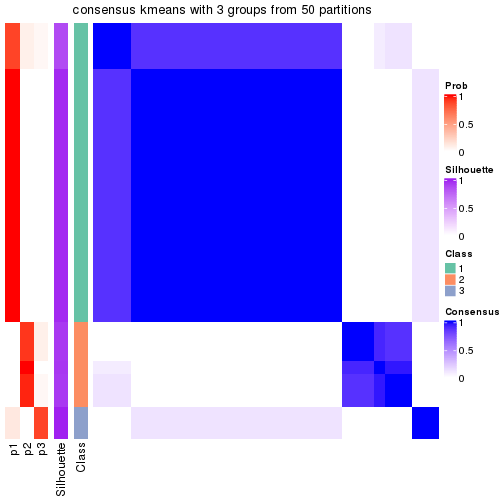 consensus kmeans with 3 groups from 50 partitions
Prob
1
0.5
0
Silhouette
1
0.5
0
Class
1
2
3
Consensus
1
0.5
0
p1
p2
p3
Silhouette
Class